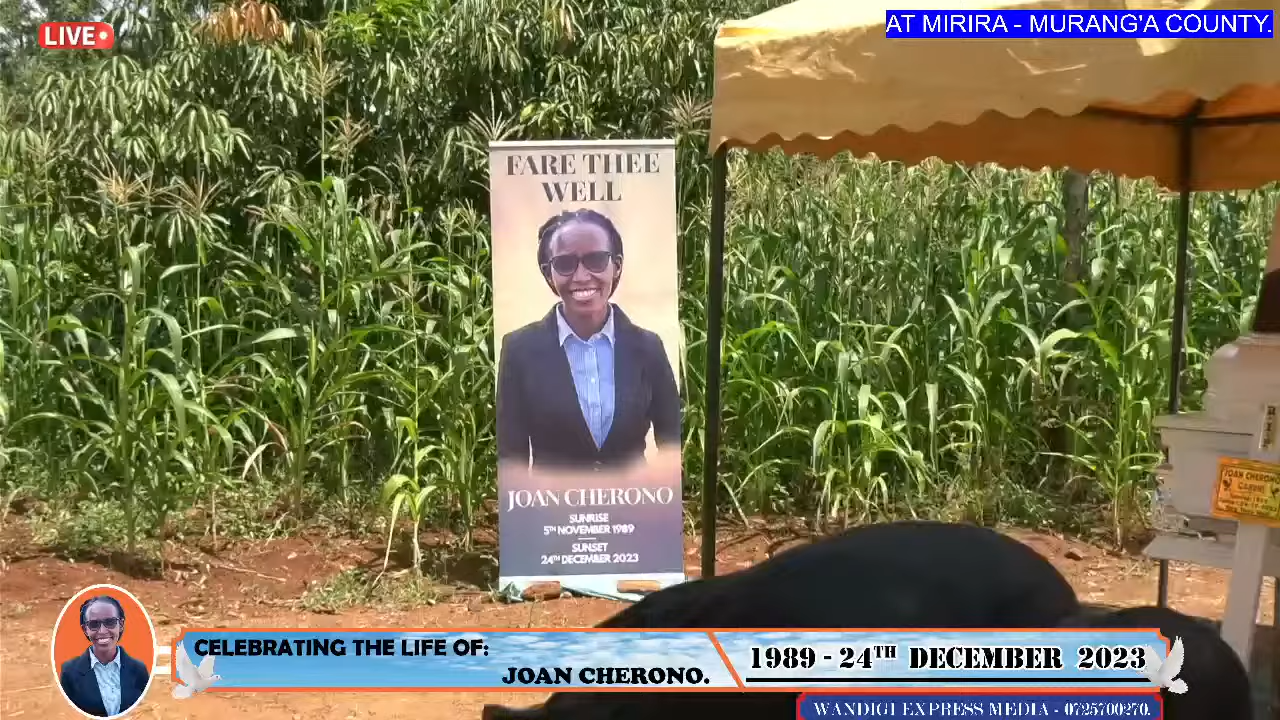 LIVE
AT MIRIRA - MURANG'A COUNTY.
FARE THEE
WELL
JOAN CHERONO
SUNRISE
5TH NOVEMBER 1989
SUNSET
24TH DECEMBER 2023
R.I.P
JOAN CHERONO
CELEBRATING THE LIFE OF:
JOAN CHERONO.
1989 - 24TH DECEMBER 2023
WANDIGI EXPRESS MEDIA - 0725700270.